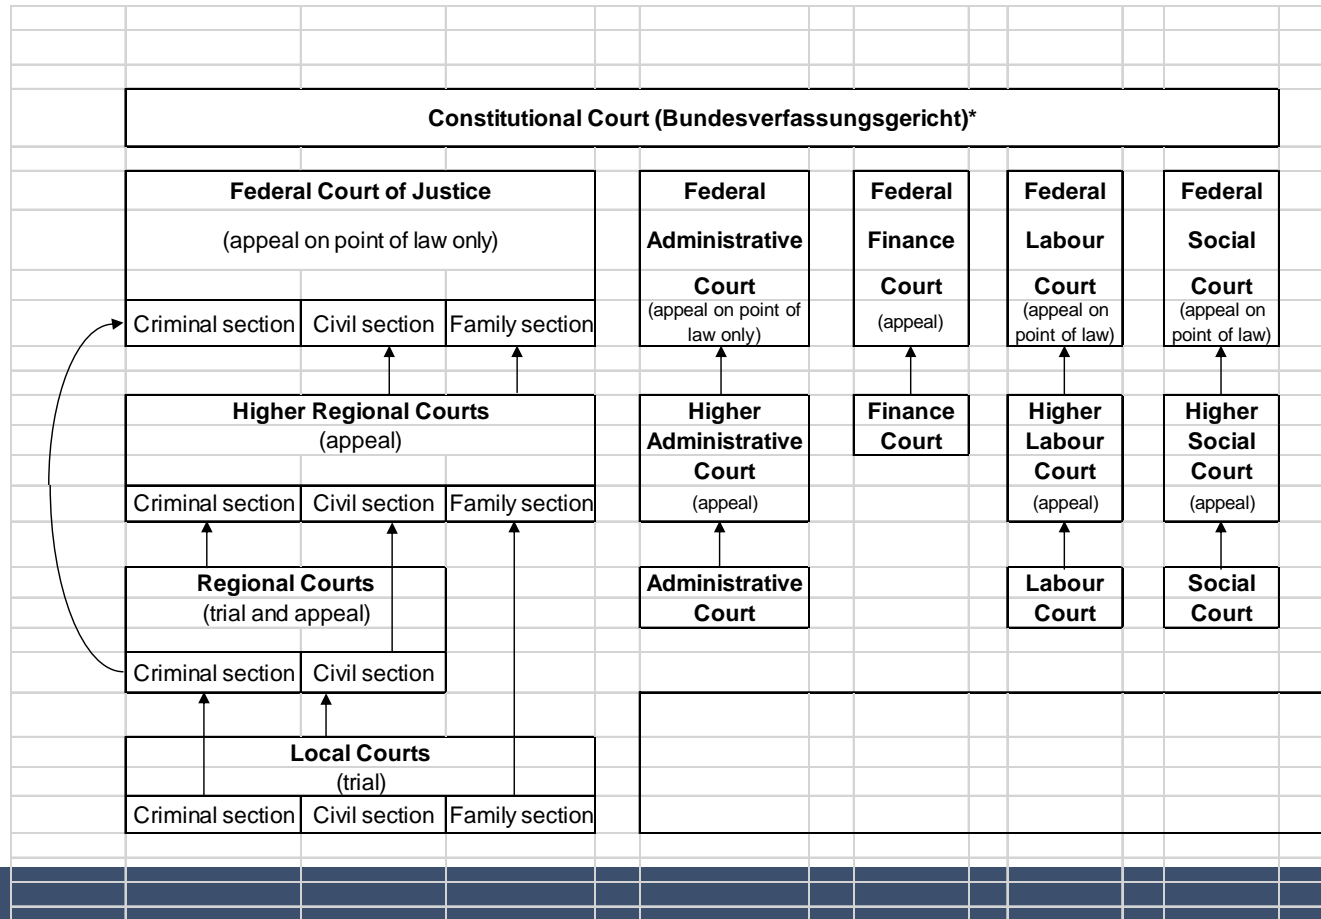 Constitutional Court (Bundesverfassungsgericht)*
Federal Court of Justice
(appeal on point of law only)
Criminal section
Civil section
Family section
Federal
Administrative
Court
(appeal on point of
law only)
Federal
Finance
Court
(appeal)
Federal
Labour
Court
(appeal on
point of law)
Federal
Social
Court
(appeal on
point of law)
Higher Regional Courts
(appeal)
Criminal section
Civil section
Family section
Higher
Administrative
Court
(appeal)
Finance
Court
Higher
Labour
Court
(appeal)
Higher
Social
Court
(appeal)
Regional Courts
(trial and appeal)
Criminal section
Civil section
Administrative
Court
Labour
Court
Social
Court
Local Courts
(trial)
Criminal section
Civil section
Family section